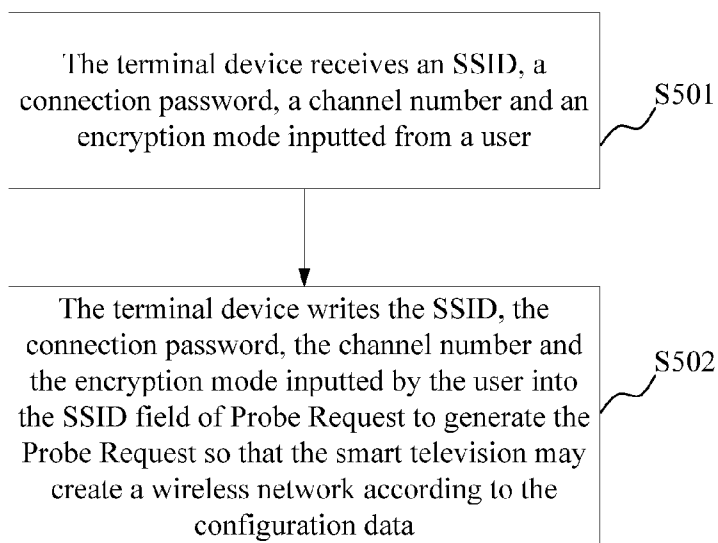 The terminal device receives an SSID, a
connection password, a channel number and an
encryption mode inputted from a user
S501
The terminal device writes the SSID, the
connection password, the channel number and
the encryption mode inputted by the user into
the SSID field of Probe Request to generate the
Probe Request so that the smart television may
create a wireless network according to the
configuration data
S502